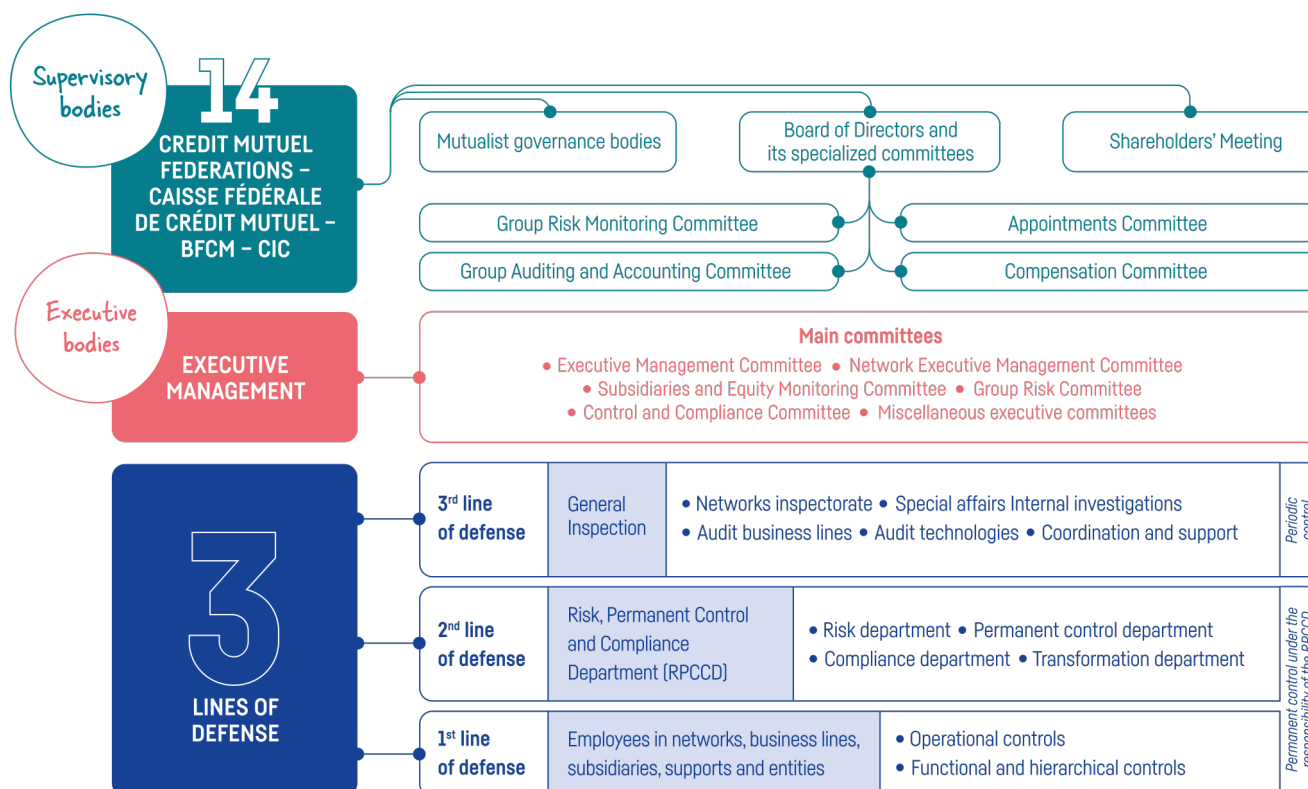 Supervisory
bodies
14
CREDIT MUTUEL
FEDERATIONS –
CAISSE FÉDÉRALE
DE CRÉDIT MUTUEL –
BFCM – CIC
Mutualist governance bodies
Board of Directors and
its specialized committees
Shareholders' Meeting
Group Risk Monitoring Committee
Appointments Committee
Group Auditing and Accounting Committee
Compensation Committee
Executive
bodies
EXECUTIVE
MANAGEMENT
Main committees
• Executive Management Committee • Network Executive Management Committee
• Subsidiaries and Equity Monitoring Committee • Group Risk Committee
• Control and Compliance Committee • Miscellaneous executive committees
3
LINES OF
DEFENSE
3rd line
of defense
General
Inspection
• Networks inspectorate • Special affairs Internal investigations
• Audit business lines • Audit technologies • Coordination and support
Periodic
control
2nd line
of defense
Risk, Permanent Control
and Compliance
Department (RPCCD)
• Risk department • Permanent control department
• Compliance department • Transformation department
1st line
of defense
Employees in networks, business lines,
subsidiaries, supports and entities
• Operational controls
• Functional and hierarchical controls
Permanent control under the
responsibility of the RPCCD